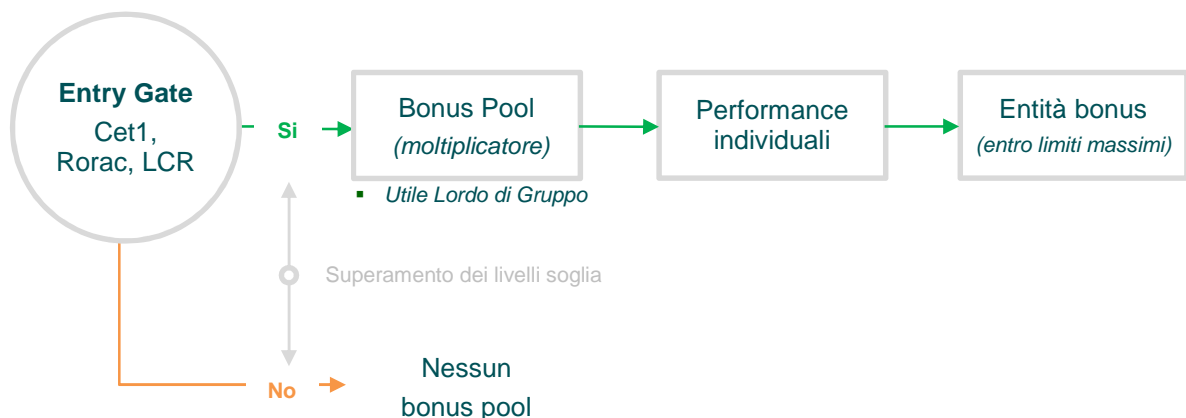 Entry Gate
Cet1,
Rorac, LCR
Si
Bonus Pool
(moltiplicatore)
▪ Utile Lordo di Gruppo
Performance
individuali
Entità bonus
(entro limiti massimi)
Superamento dei livelli soglia
No
Nessun
bonus pool